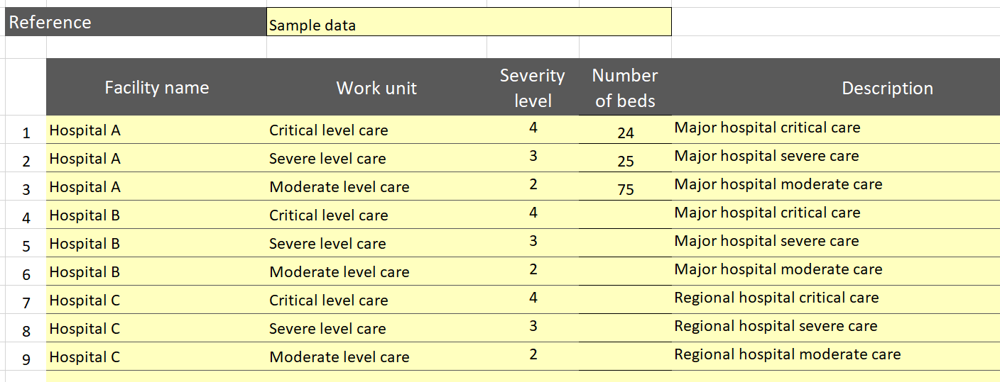 Reference Sample data
Facility name Work unit Severity level Number of beds Description
1 Hospital A Critical level care 4 24 Major hospital critical care
2 Hospital A Severe level care 3 25 Major hospital severe care
3 Hospital A Moderate level care 2 75 Major hospital moderate care
4 Hospital B Critical level care 4 Major hospital critical care
5 Hospital B Severe level care 3 Major hospital severe care
6 Hospital B Moderate level care 2 Major hospital moderate care
7 Hospital C Critical level care 4 Regional hospital critical care
8 Hospital C Severe level care 3 Regional hospital severe care
9 Hospital C Moderate level care 2 Regional hospital moderate care